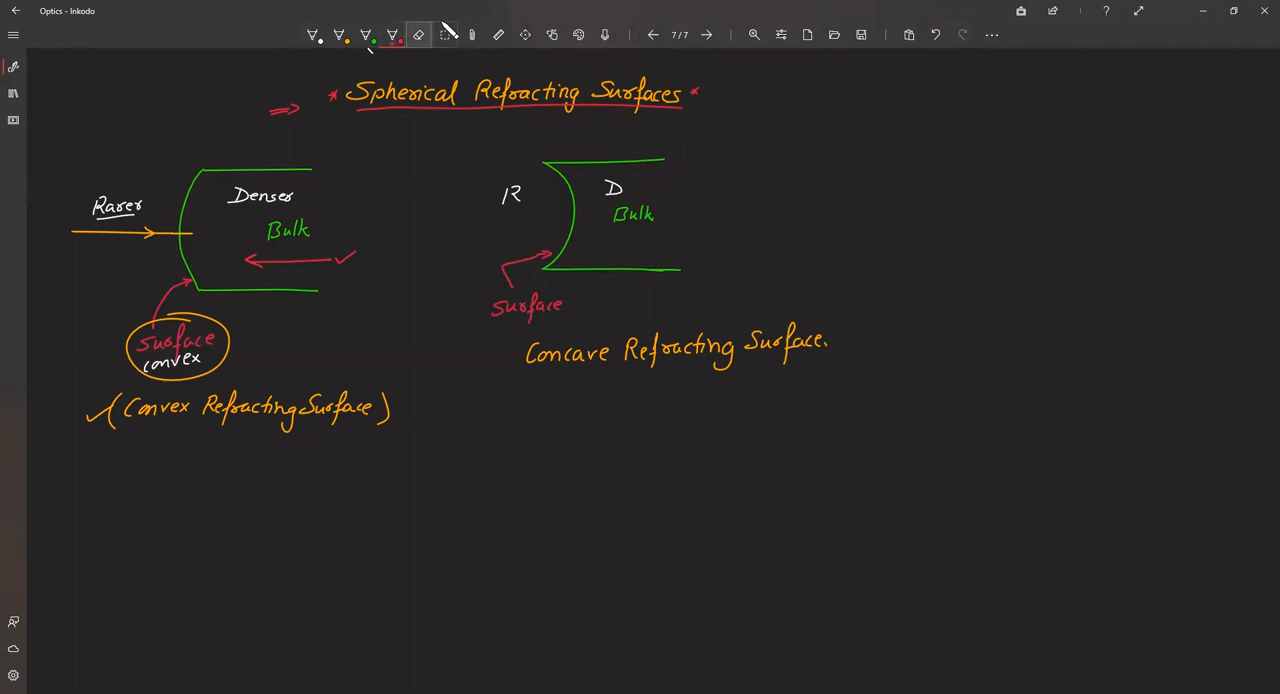 Optics - Inkodo
7/7
* Spherical Refracting Surfaces *
Rarer
Denser
Bulk
Surface
convex
(Convex Refracting Surface)
R
D
Bulk
Surface
Concave Refracting Surface.